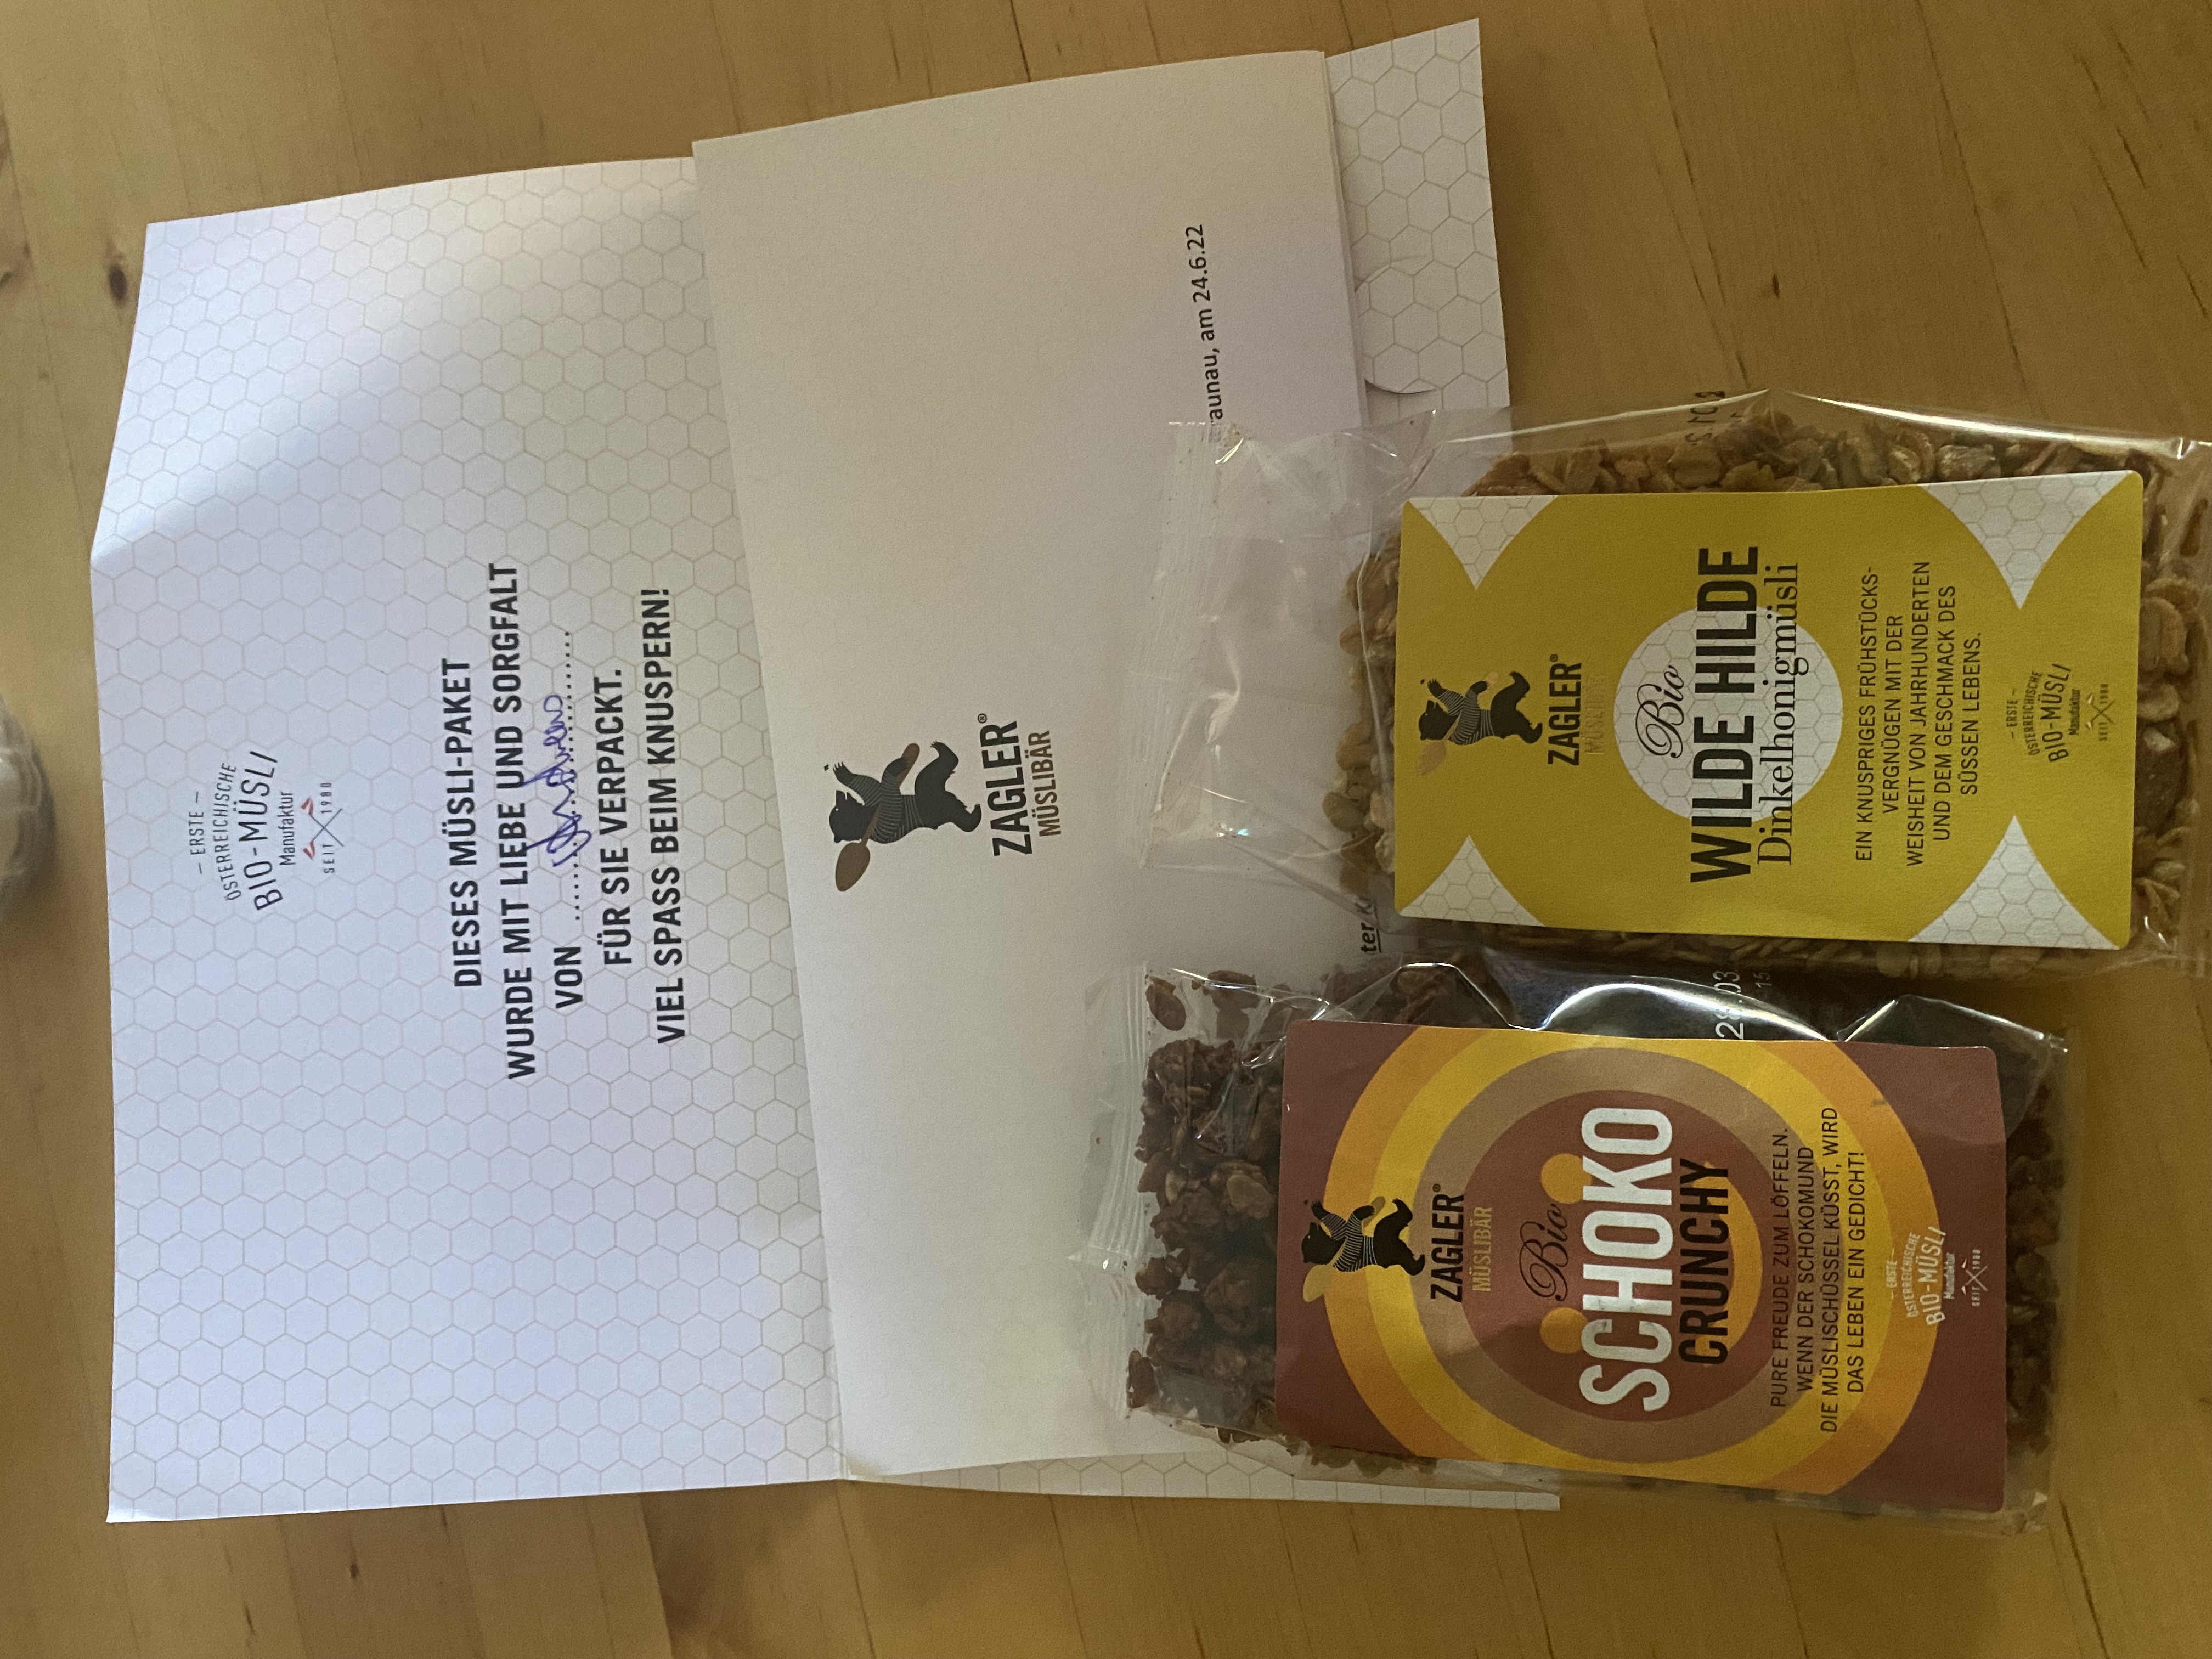 – ERSTE –
ÖSTERREICHISCHE
BIO-MÜSLI
Manufaktur
SEIT 1980
DIESES MÜSLI-PAKET
WURDE MIT LIEBE UND SORGFALT
VON ....................
FÜR SIE VERPACKT.
VIEL SPASS BEIM KNUSPERN!
ZAGLER®
MÜSLIBÄR
aunau, am 24.6.22
ZAGLER®
MÜSLIBÄR
Bio
SCHOKO
CRUNCHY
PURE FREUDE ZUM LÖFFELN.
WENN DER SCHOKOMUND
DIE MÜSLISCHÜSSEL KÜSST, WIRD
DAS LEBEN EIN GEDICHT!
– ERSTE –
ÖSTERREICHISCHE
BIO-MÜSLI
Manufaktur
SEIT 1980
ZAGLER®
MÜSLIBÄR
Bio
WILDE HILDE
Dinkelhonigmüsli
EIN KNUSPRIGES FRÜHSTÜCKS-
VERGNÜGEN MIT DER
WEISHEIT VON JAHRHUNDERTEN
UND DEM GESCHMACK DES
SÜSSEN LEBENS.
– ERSTE –
ÖSTERREICHISCHE
BIO-MÜSLI
Manufaktur
SEIT 1980